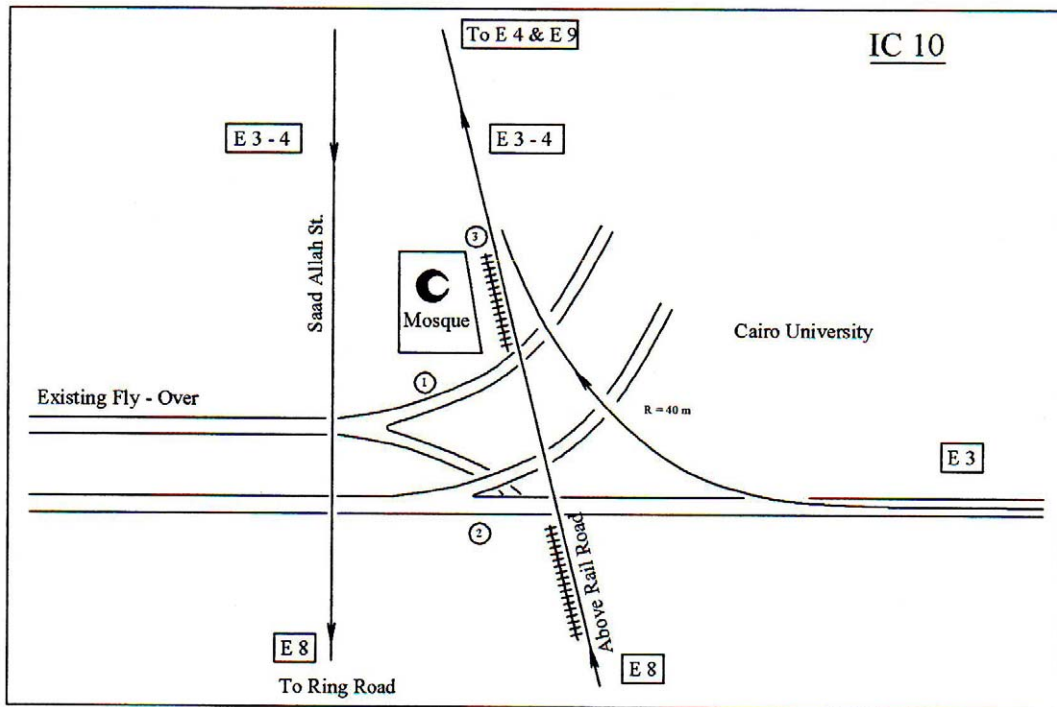 To E 4 & E 9
IC 10
E 3 - 4
E 3 - 4
Saad Allah St.
3
Mosque
Cairo University
1
Existing Fly - Over
R = 40 m
E 3
2
Above Rail Road
E 8
E 8
To Ring Road